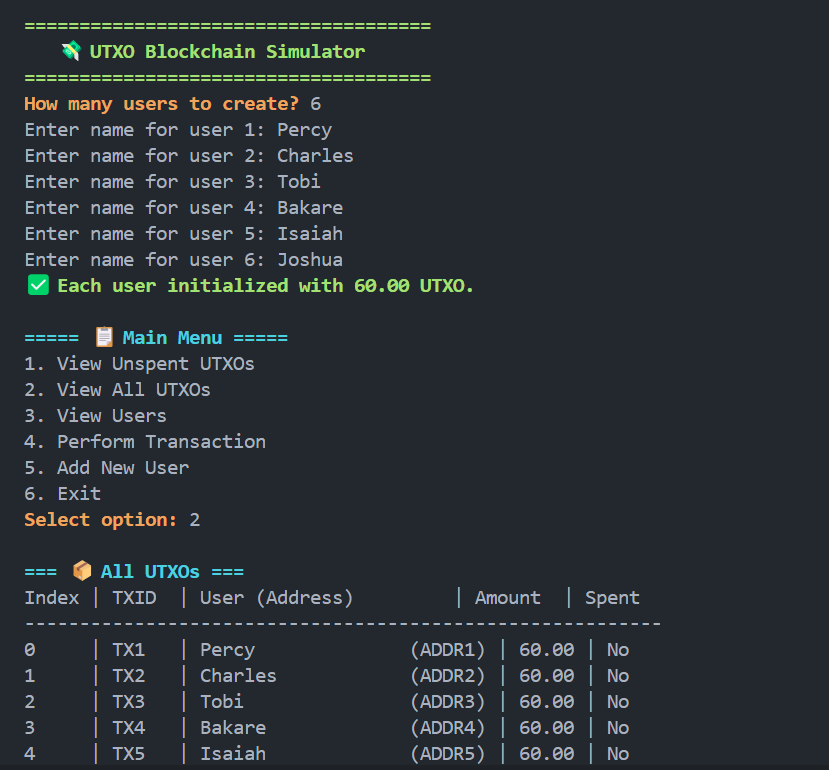 =====================================
💸 UTXO Blockchain Simulator
=====================================
How many users to create? 6
Enter name for user 1: Percy
Enter name for user 2: Charles
Enter name for user 3: Tobi
Enter name for user 4: Bakare
Enter name for user 5: Isaiah
Enter name for user 6: Joshua
✅ Each user initialized with 60.00 UTXO.
===== 📋 Main Menu =====
1. View Unspent UTXOs
2. View All UTXOs
3. View Users
4. Perform Transaction
5. Add New User
6. Exit
Select option: 2
=== 📦 All UTXOs ===
Index | TXID  | User (Address)         | Amount  | Spent
----------------------------------------------------------
0     | TX1   | Percy              (ADDR1) | 60.00 | No
1     | TX2   | Charles            (ADDR2) | 60.00 | No
2     | TX3   | Tobi               (ADDR3) | 60.00 | No
3     | TX4   | Bakare             (ADDR4) | 60.00 | No
4     | TX5   | Isaiah             (ADDR5) | 60.00 | No